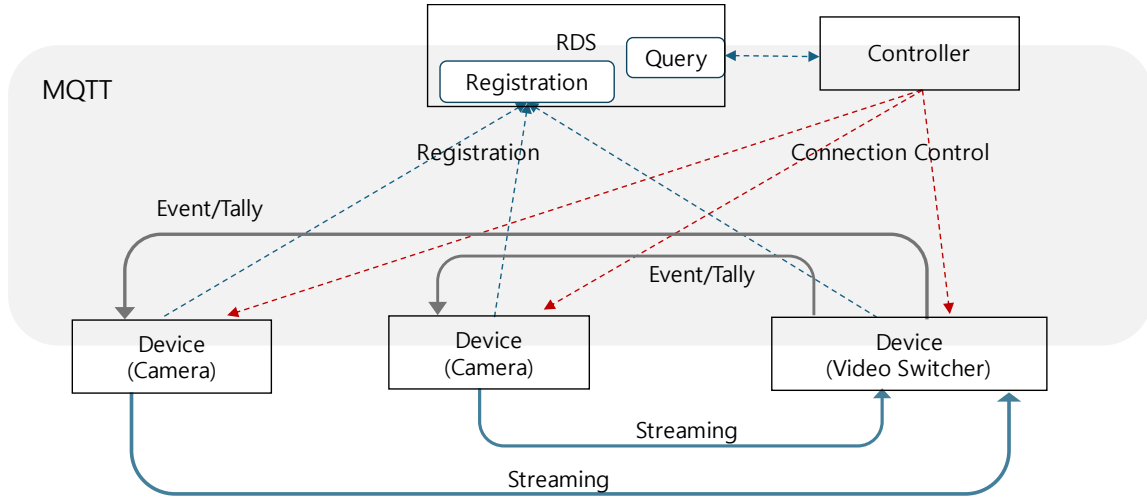 RDS
Query
Controller
Registration
MQTT
Registration
Connection Control
Event/Tally
Event/Tally
Device
(Camera)
Device
(Camera)
Device
(Video Switcher)
Streaming
Streaming